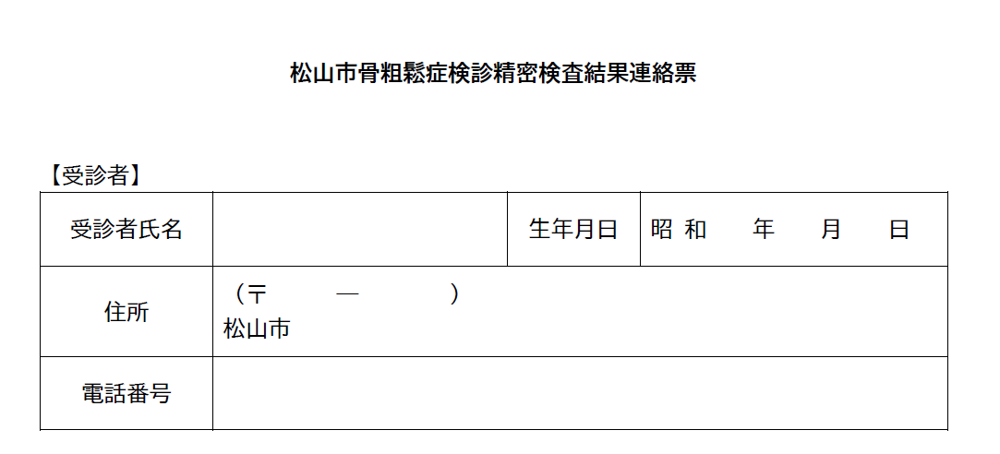 松山市骨粗鬆症検診精密検査結果連絡票
【受診者】
受診者氏名 生年月日 昭 和 年 月 日
住所 （〒 ― ）
松山市
電話番号